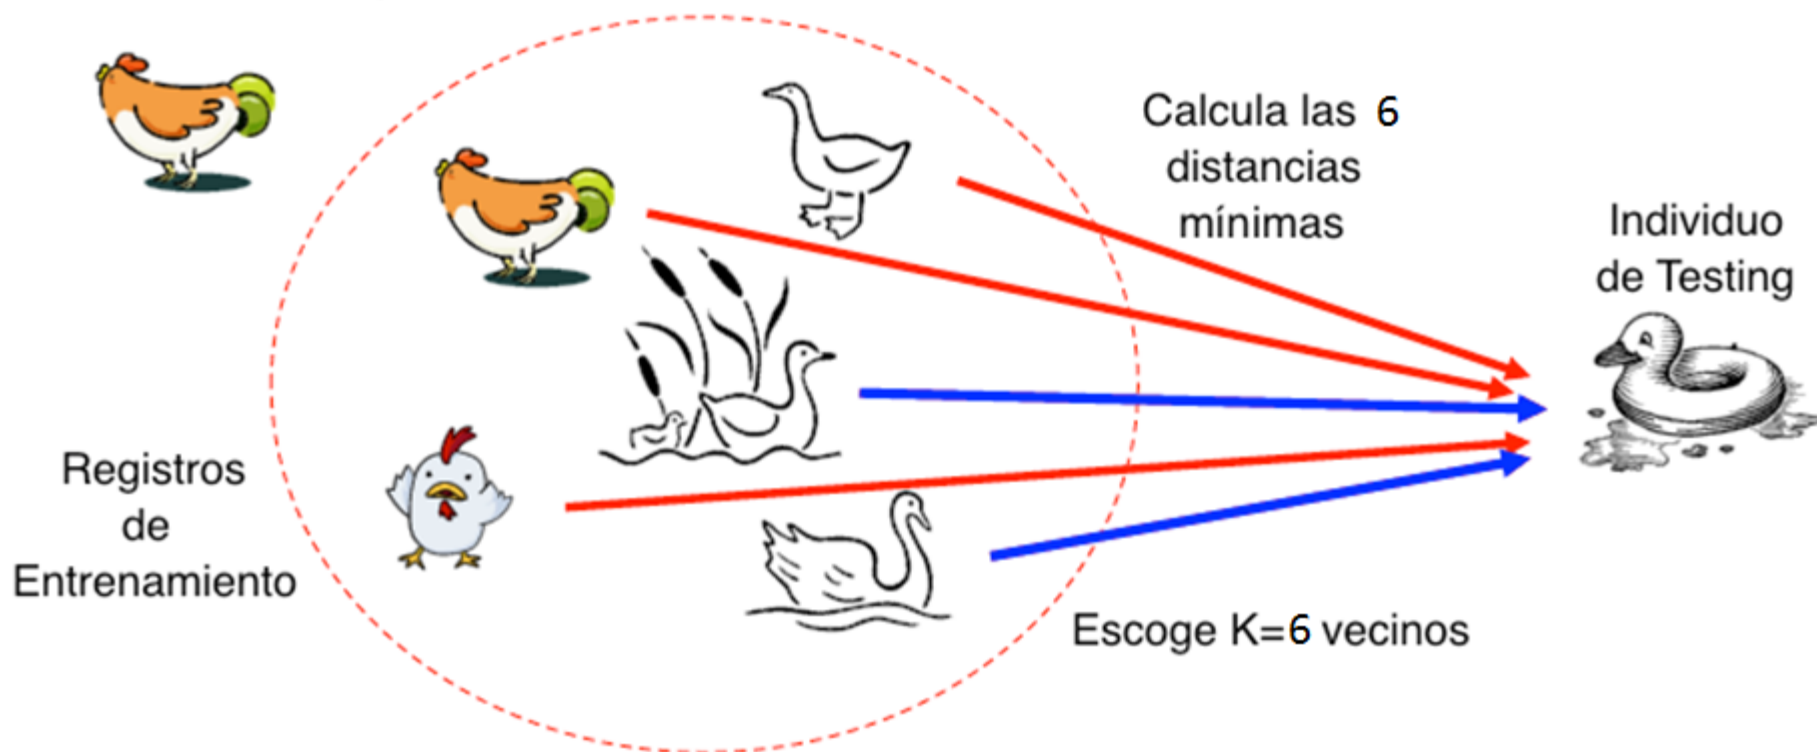 Calcula las 6
distancias
mínimas
Individuo
de Testing
Registros
de
Entrenamiento
Escoge K=6 vecinos